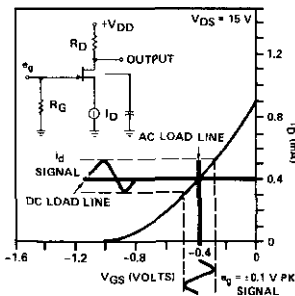 +VDD
VDS = 15 V
RD
OUTPUT
eg
RG
ID
AC LOAD LINE
id
SIGNAL
DC LOAD LINE
1.2
0.8
0.4
0
ID (mA)
−1.6
−1.2
−0.8
−0.4
0
VGS (VOLTS)
eg = ±0.1 V PK
SIGNAL